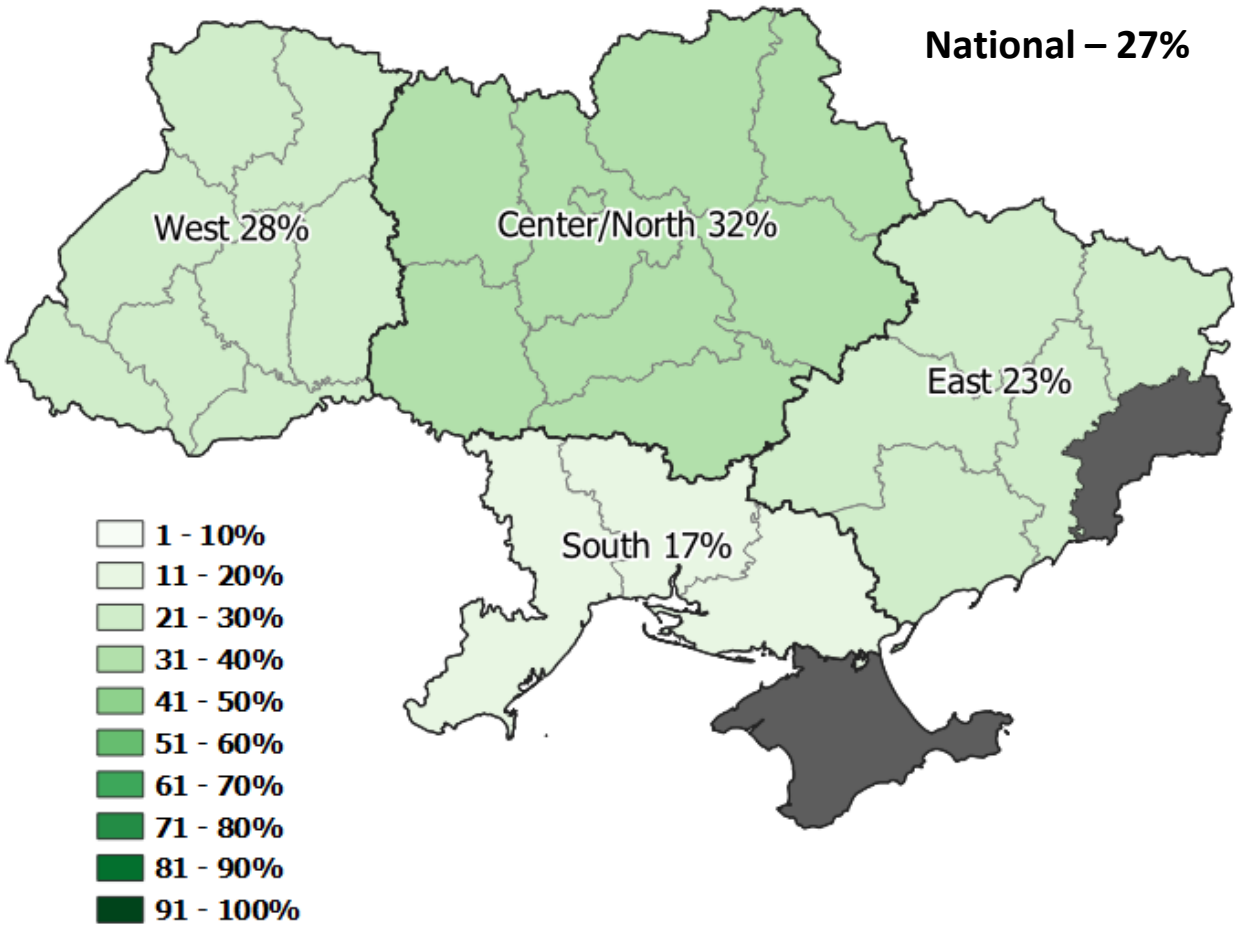 National – 27%
West 28%
Center/North 32%
East 23%
South 17%
1 - 10%
11 - 20%
21 - 30%
31 - 40%
41 - 50%
51 - 60%
61 - 70%
71 - 80%
81 - 90%
91 - 100%